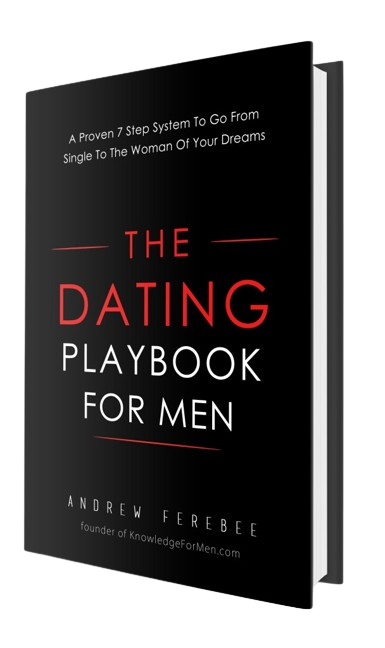 A Proven 7 Step System To Go From
Single To The Woman Of Your Dreams
THE
DATING
PLAYBOOK
FOR MEN
ANDREW FEREBEE
founder of KnowledgeForMen.com